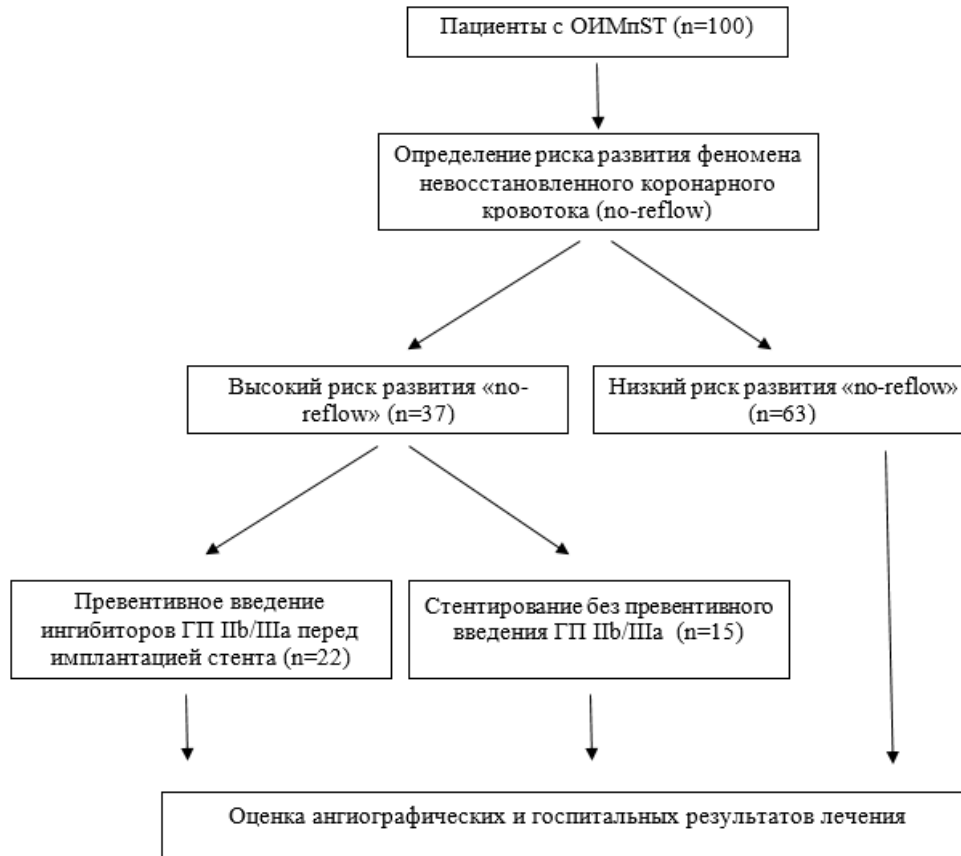 Пациенты с ОИМпST (n=100)
Определение риска развития феномена
невосстановленного коронарного
кровотока (no-reflow)
Высокий риск развития «no-
reflow» (n=37)
Низкий риск развития «no-reflow»
(n=63)
Превентивное введение
ингибиторов ГП IIb/IIIa перед
имплантацией стента (n=22)
Стентирование без превентивного
введения ГП IIb/IIIa (n=15)
Оценка ангиографических и госпитальных результатов лечения